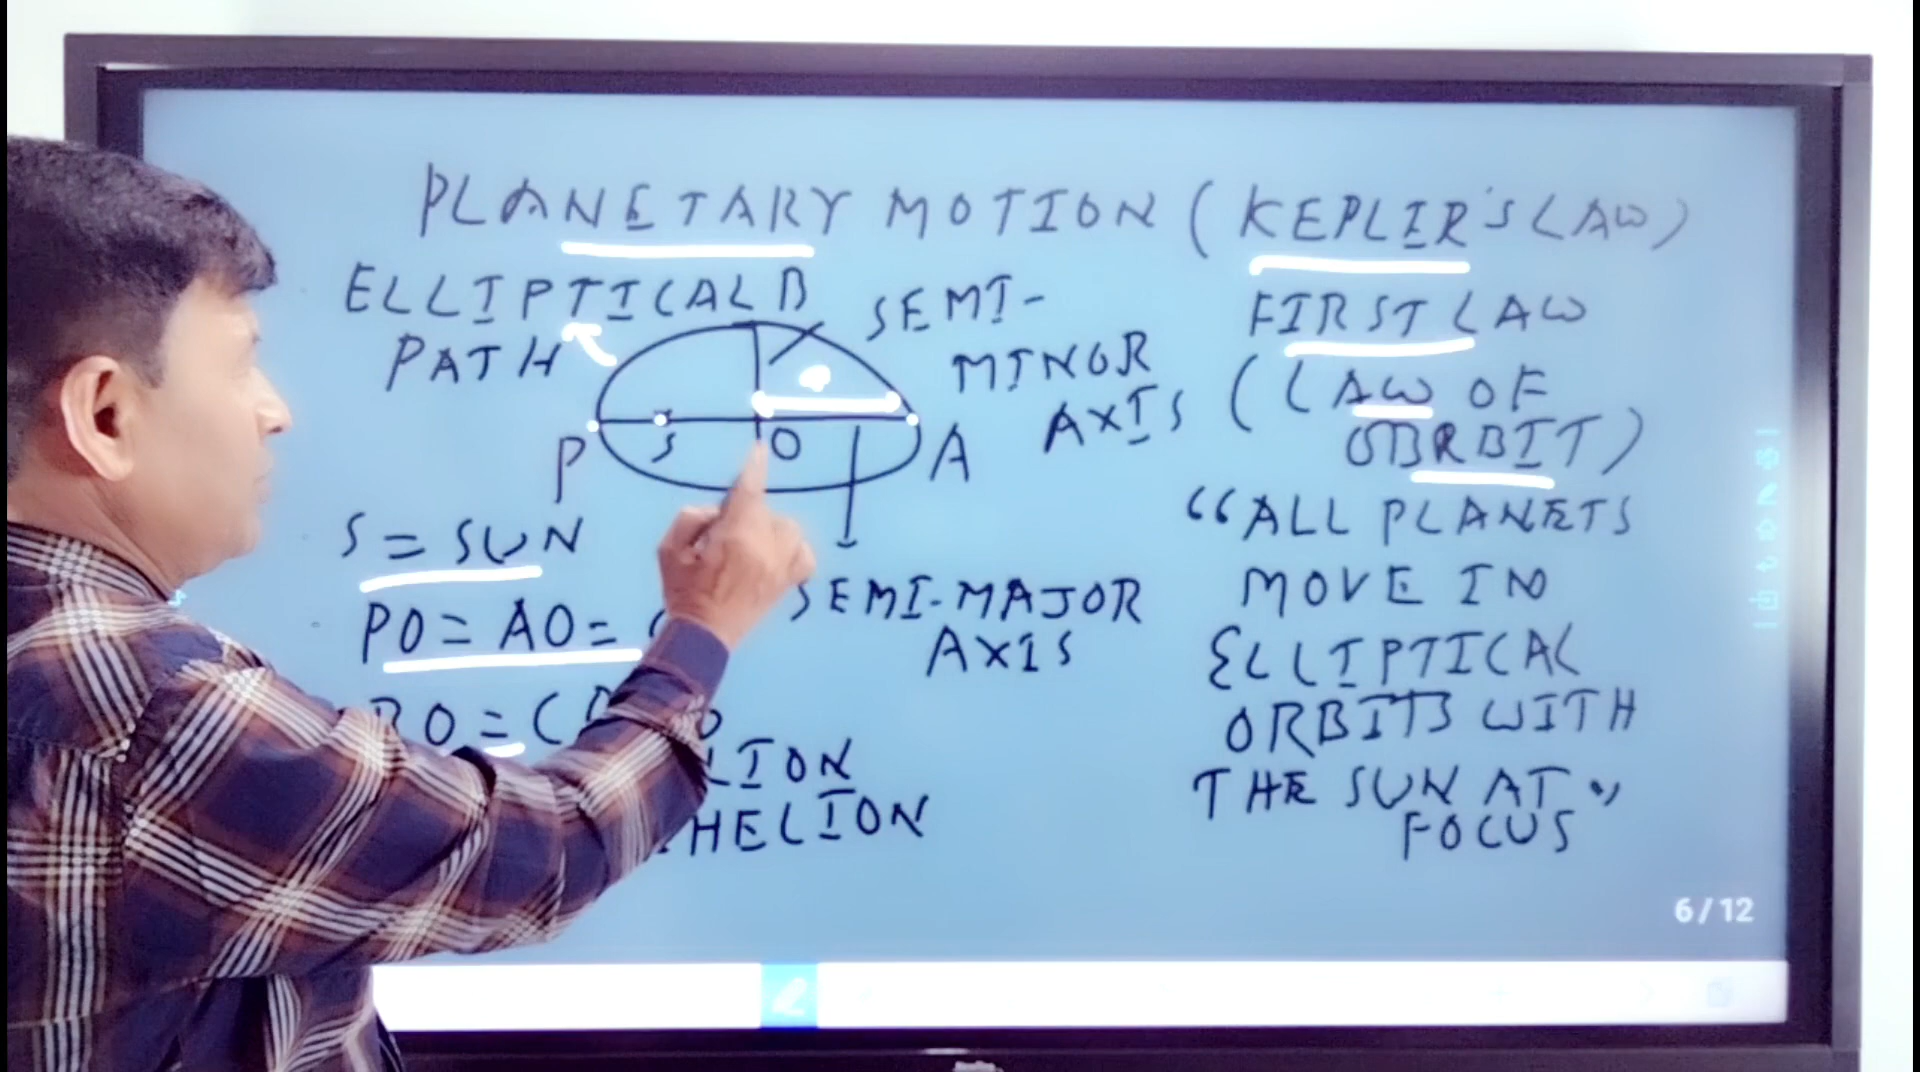 PLANETARY MOTION (KEPLER'S LAW)
ELLIPTICAL
PATH
B
SEMI-
MINOR
AXIS
P
S
O
A
S = SUN
PO = AO =
SEMI-MAJOR
AXIS
FIRST LAW
(LAW OF
ORBIT)
"ALL PLANETS
MOVE IN
ELLIPTICAL
ORBITS WITH
THE SUN AT
FOCUS"
6/12